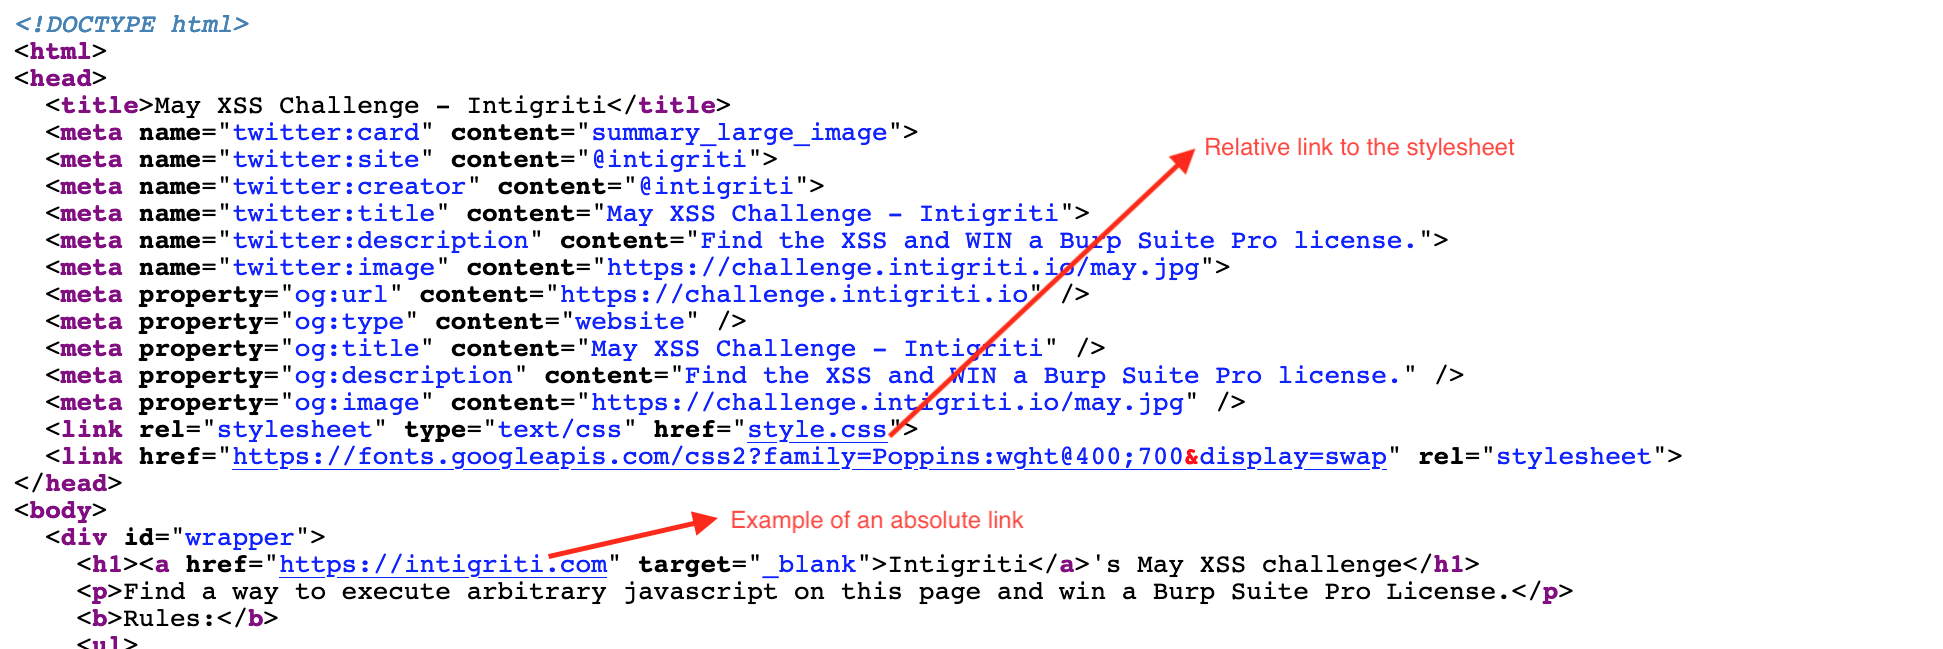 <!DOCTYPE html>
<html>
<head>
  <title>May XSS Challenge - Intigriti</title>
  <meta name="twitter:card" content="summary_large_image">
  <meta name="twitter:site" content="@intigriti">
Relative link to the stylesheet
  <meta name="twitter:creator" content="@intigriti">
  <meta name="twitter:title" content="May XSS Challenge - Intigriti">
  <meta name="twitter:description" content="Find the XSS and WIN a Burp Suite Pro license.">
  <meta name="twitter:image" content="https://challenge.intigriti.io/may.jpg">
  <meta property="og:url" content="https://challenge.intigriti.io" />
  <meta property="og:type" content="website" />
  <meta property="og:title" content="May XSS Challenge - Intigriti" />
  <meta property="og:description" content="Find the XSS and WIN a Burp Suite Pro license." />
  <meta property="og:image" content="https://challenge.intigriti.io/may.jpg" />
  <link rel="stylesheet" type="text/css" href="style.css">
  <link href="https://fonts.googleapis.com/css2?family=Poppins:wght@400;700&display=swap" rel="stylesheet">
</head>
<body>
Example of an absolute link
  <div id="wrapper">
    <h1><a href="https://intigriti.com" target="_blank">Intigriti</a>'s May XSS challenge</h1>
    <p>Find a way to execute arbitrary javascript on this page and win a Burp Suite Pro License.</p>
    <b>Rules:</b>
    <ul>